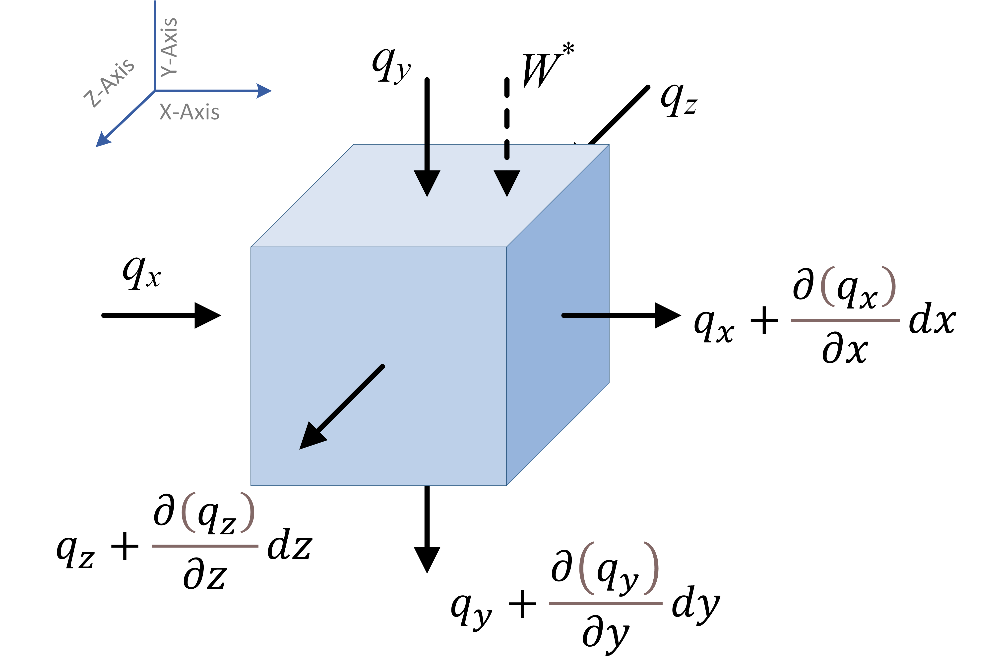 Y-Axis
Z-Axis
X-Axis
q_y
W^*
q_z
q_x
q_x + ∂(q_x)/∂x dx
q_z + ∂(q_z)/∂z dz
q_y + ∂(q_y)/∂y dy